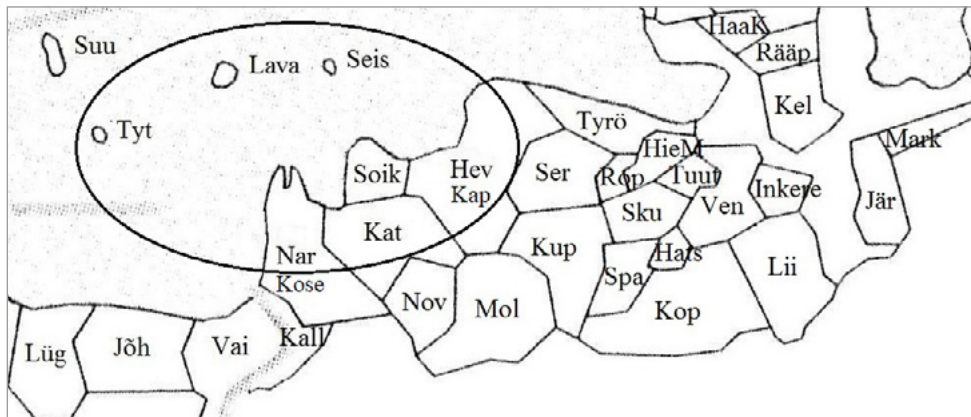 HaaK
Suu
Rääp
Lava
Seis
Kel
Tyt
Tyrö
Mark
HieM
Soik
Hev
Kap
Ser
Rop
Tuut
Inkere
Jär
Sku
Ven
Kat
Nar
Kup
Hats
Kose
Spa
Lii
Nov
Mol
Kop
Lüg
Jõh
Vai
Kall